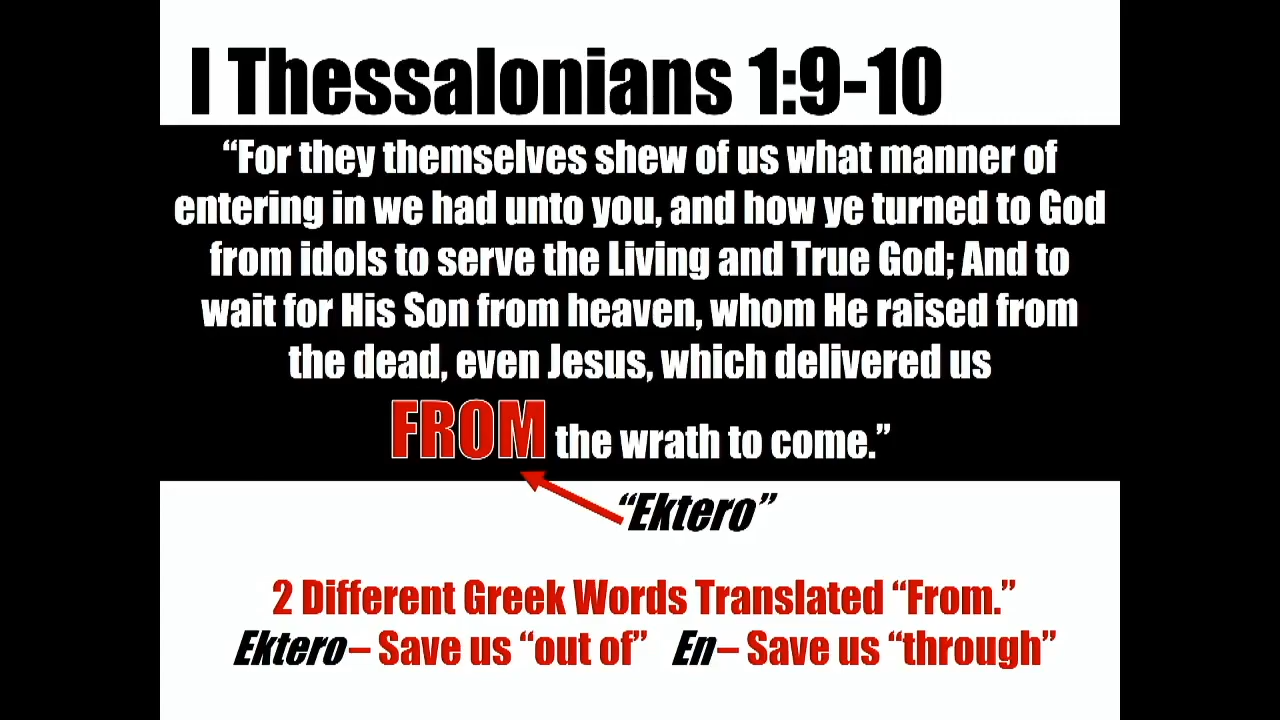 I Thessalonians 1:9-10
“For they themselves shew of us what manner of
entering in we had unto you, and how ye turned to God
from idols to serve the Living and True God; And to
wait for His Son from heaven, whom He raised from
the dead, even Jesus, which delivered us
FROM the wrath to come.”
“Ektero”
2 Different Greek Words Translated “From.”
Ektero – Save us “out of” En – Save us “through”